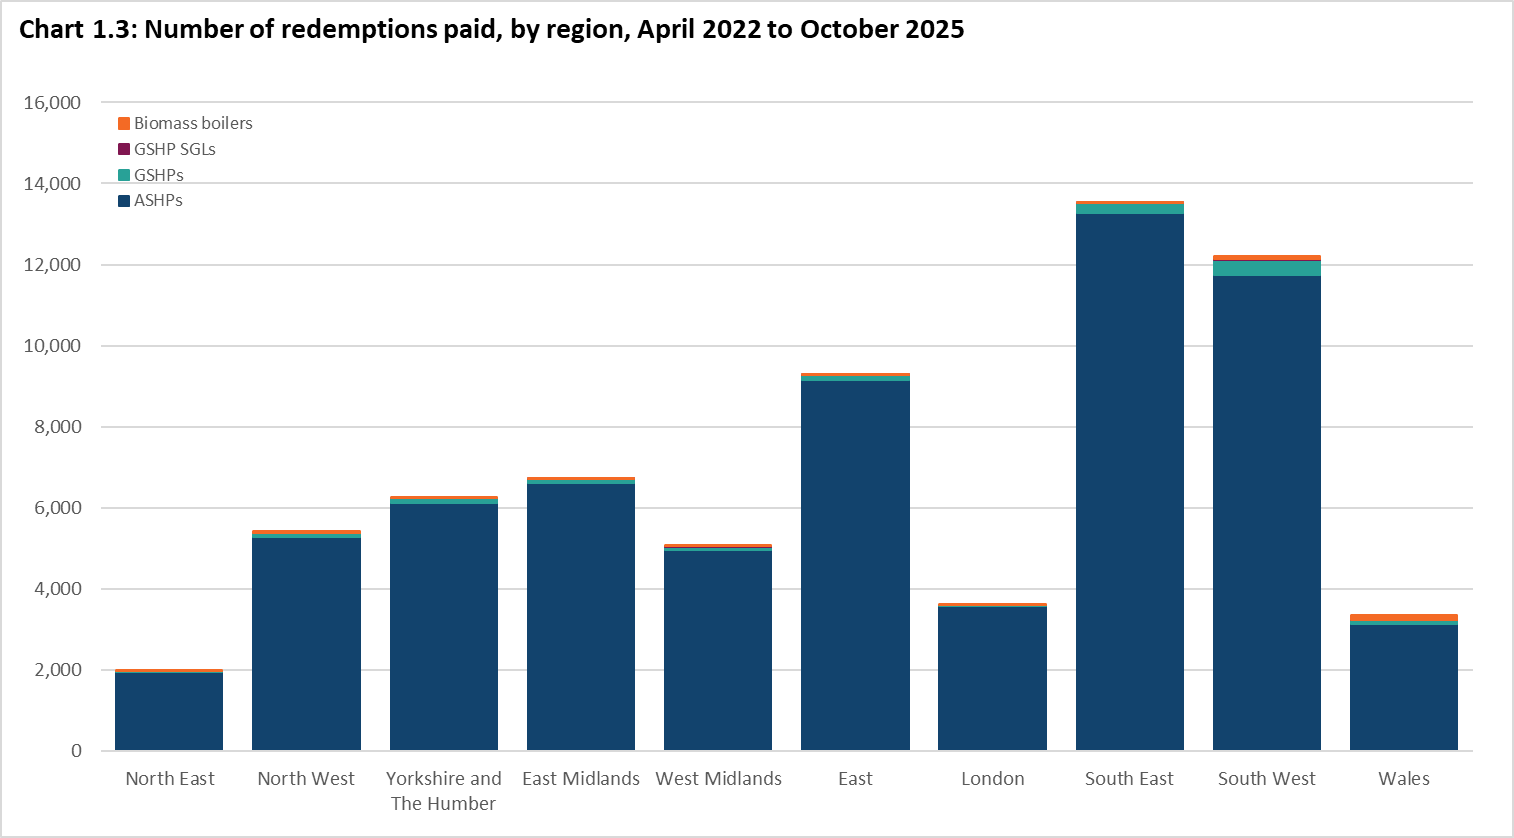 Chart 1.3: Number of redemptions paid, by region, April 2022 to October 2025
16,000
14,000
12,000
10,000
8,000
6,000
4,000
2,000
0
Biomass boilers
GSHP SGLs
GSHPs
ASHPs
North East
North West
Yorkshire and
The Humber
East Midlands
West Midlands
East
London
South East
South West
Wales